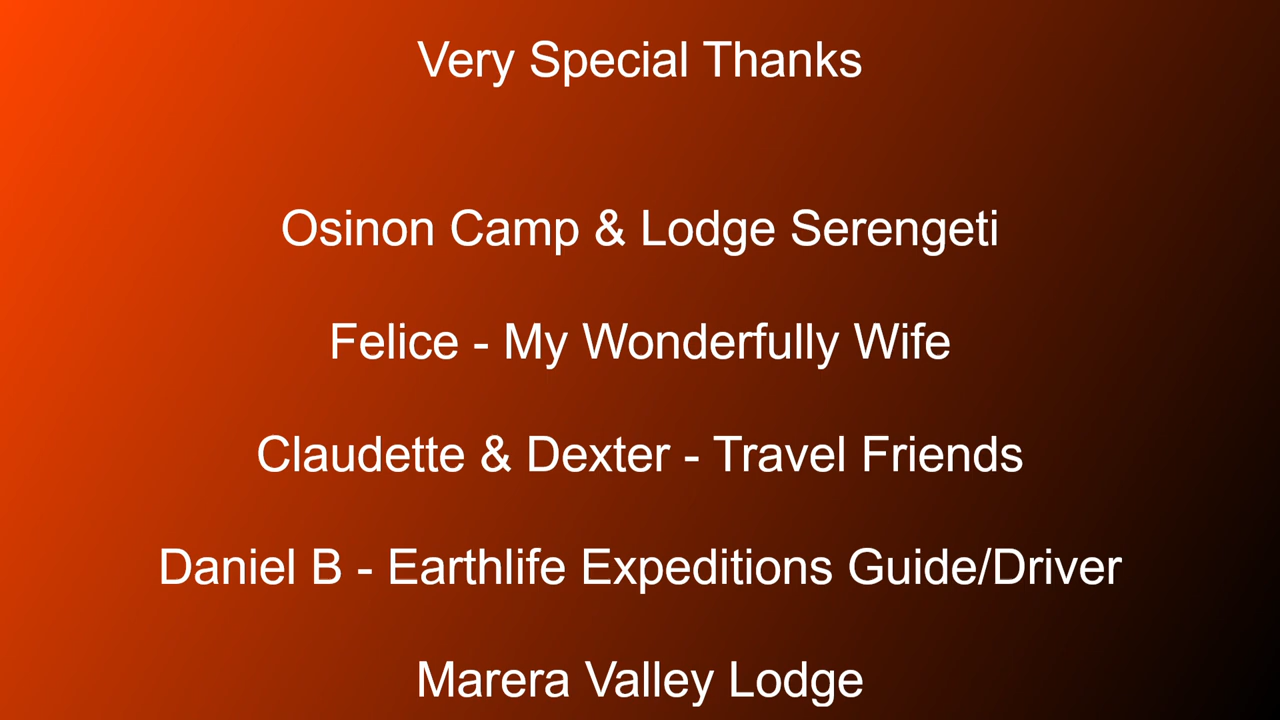 Very Special Thanks
Osinon Camp & Lodge Serengeti
Felice - My Wonderfully Wife
Claudette & Dexter - Travel Friends
Daniel B - Earthlife Expeditions Guide/Driver
Marera Valley Lodge